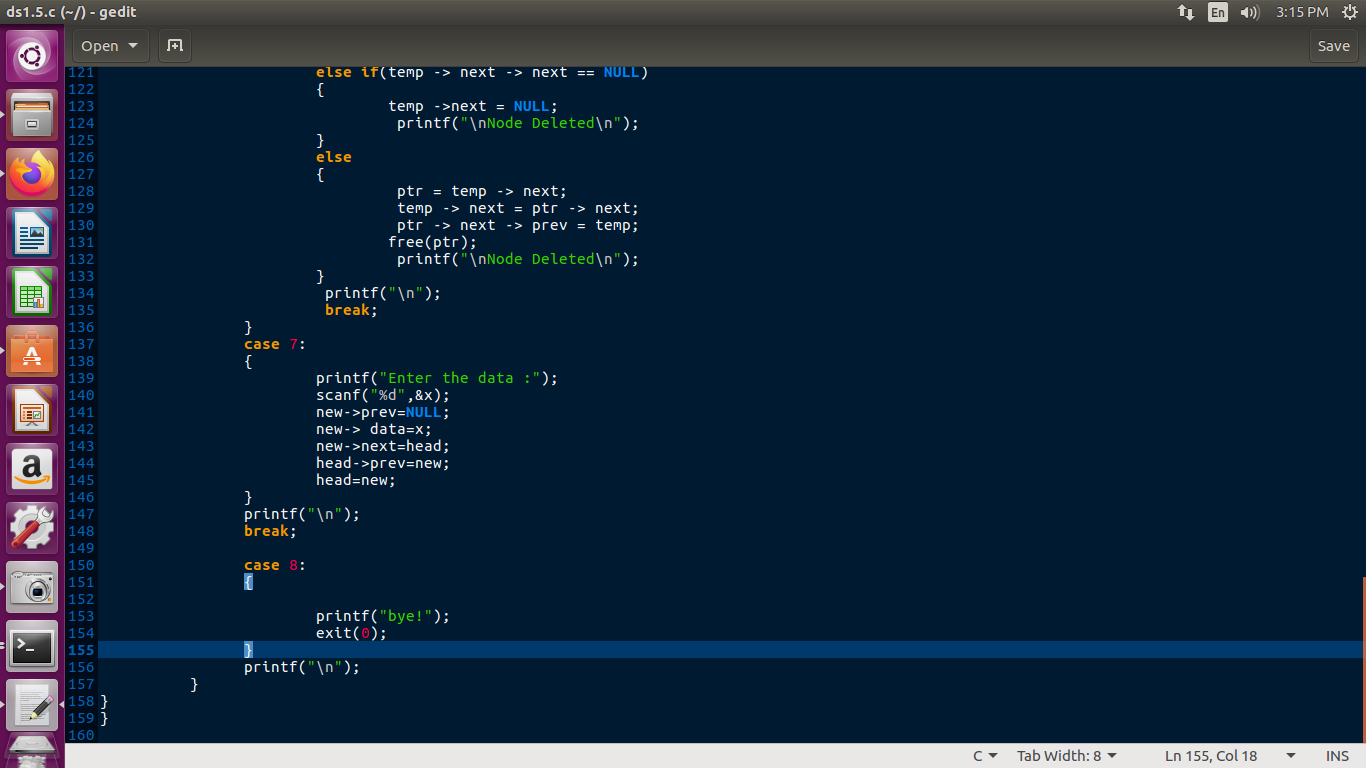 ds1.5.c (~/) - gedit
En
3:15 PM
Open
Save
121 else if(temp -> next -> next == NULL)
122 {
123 temp ->next = NULL;
124 printf("\nNode Deleted\n");
125 }
126 else
127 {
128 ptr = temp -> next;
129 temp -> next = ptr -> next;
130 ptr -> next -> prev = temp;
131 free(ptr);
132 printf("\nNode Deleted\n");
133 }
134 printf("\n");
135 break;
136 }
137 case 7:
138 {
139 printf("Enter the data :");
140 scanf("%d",&x);
141 new->prev=NULL;
142 new-> data=x;
143 new->next=head;
144 head->prev=new;
145 head=new;
146 }
147 printf("\n");
148 break;
149
150 case 8:
151 {
152
153 printf("bye!");
154 exit(0);
155 }
156 printf("\n");
157 }
158 }
159 }
160
C
Tab Width: 8
Ln 155, Col 18
INS